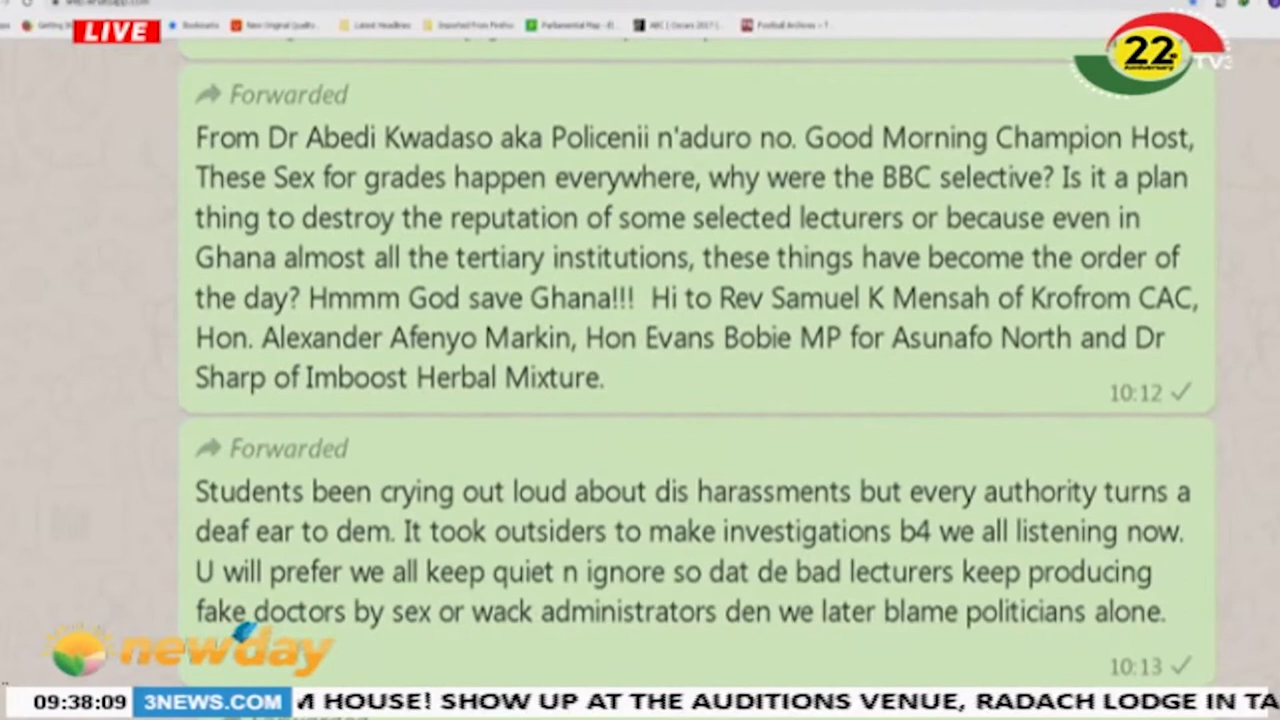 LIVE
22
Anniversary
TV3
Forwarded
From Dr Abedi Kwadaso aka Policenii n'aduro no. Good Morning Champion Host,
These Sex for grades happen everywhere, why were the BBC selective? Is it a plan
thing to destroy the reputation of some selected lecturers or because even in
Ghana almost all the tertiary institutions, these things have become the order of
the day? Hmmm God save Ghana!!! Hi to Rev Samuel K Mensah of Krofrom CAC,
Hon. Alexander Afenyo Markin, Hon Evans Bobie MP for Asunafo North and Dr
Sharp of Imboost Herbal Mixture.
10:12
Forwarded
Students been crying out loud about dis harassments but every authority turns a
deaf ear to dem. It took outsiders to make investigations b4 we all listening now.
U will prefer we all keep quiet n ignore so dat de bad lecturers keep producing
fake doctors by sex or wack administrators den we later blame politicians alone.
10:13
newday
09:38:09 3NEWS.COM M HOUSE! SHOW UP AT THE AUDITIONS VENUE, RADACH LODGE IN TA